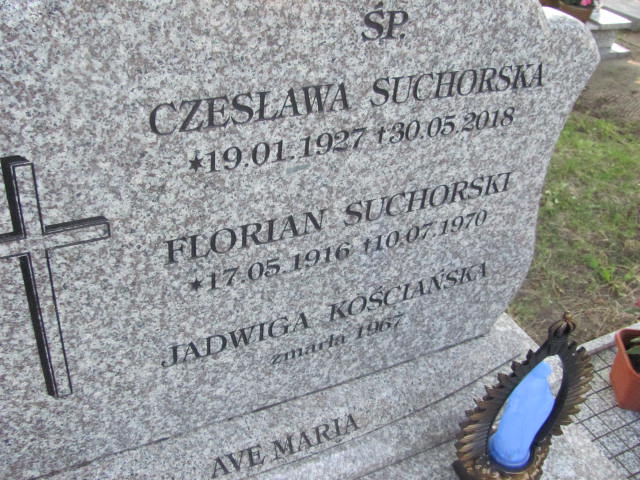 ŚP.
CZESŁAWA SUCHORSKA
*19.01.1927 †30.05.2018
FLORIAN SUCHORSKI
*17.05.1916 †10.07.1970
JADWIGA KOŚCIAŃSKA
zmarła 1967
AVE MARIA